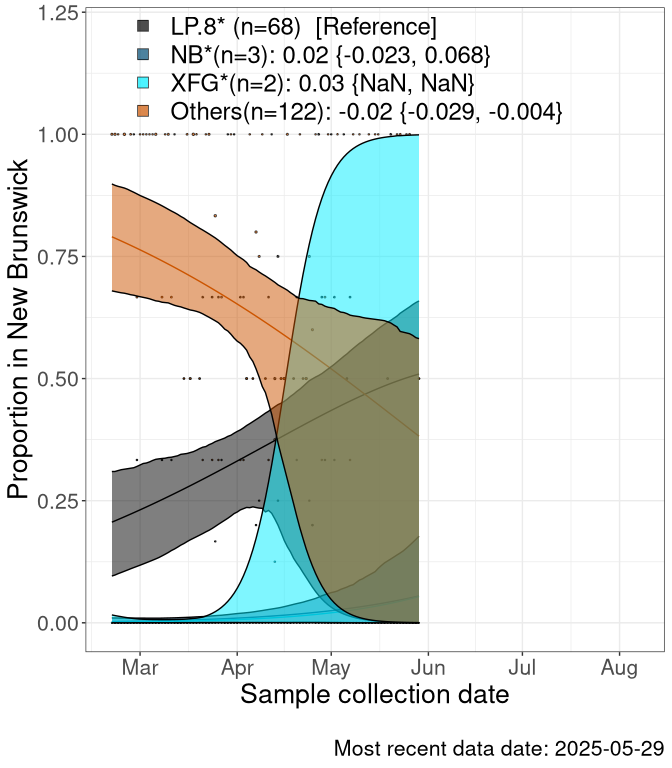 LP.8* (n=68)  [Reference]
NB*(n=3): 0.02 {-0.023, 0.068}
XFG*(n=2): 0.03 {NaN, NaN}
Others(n=122): -0.02 {-0.029, -0.004}
1.25
1.00
0.75
0.50
0.25
0.00
Proportion in New Brunswick
Mar Apr May Jun Jul Aug
Sample collection date
Most recent data date: 2025-05-29